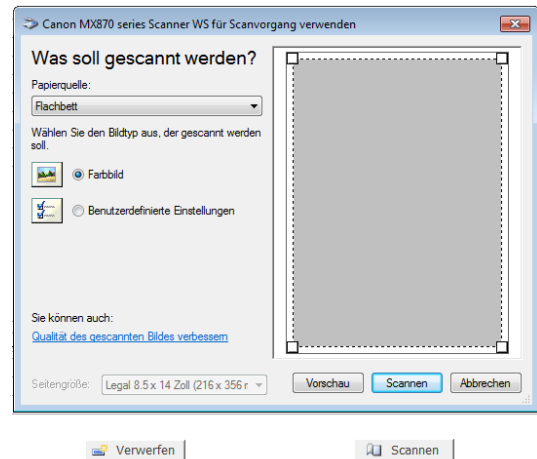 Canon MX870 series Scanner WS für Scanvorgang verwenden
Was soll gescannt werden?
Papierquelle:
Flachbett
Wählen Sie den Bildtyp aus, der gescannt werden
soll.
Farbbild
Benutzerdefinierte Einstellungen
Sie können auch:
Qualität des gescannten Bildes verbessern
Seitengröße: Legal 8.5 x 14 Zoll (216 x 356 r
Vorschau Scannen Abbrechen
Verwerfen Scannen